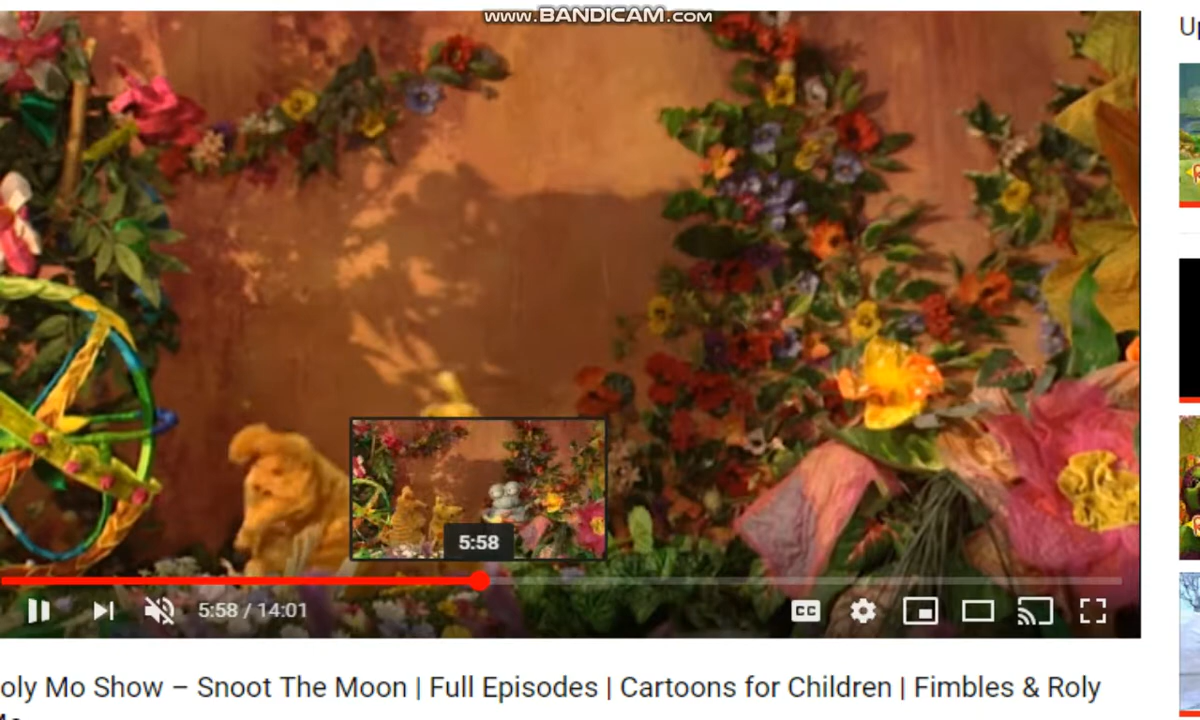 www.BANDICAM.com
Up
5:58
5:58 / 14:01
CC
oly Mo Show – Snoot The Moon | Full Episodes | Cartoons for Children | Fimbles & Roly